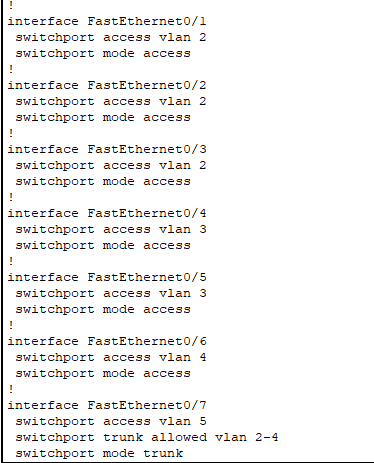 !
interface FastEthernet0/1
 switchport access vlan 2
 switchport mode access
!
interface FastEthernet0/2
 switchport access vlan 2
 switchport mode access
!
interface FastEthernet0/3
 switchport access vlan 2
 switchport mode access
!
interface FastEthernet0/4
 switchport access vlan 3
 switchport mode access
!
interface FastEthernet0/5
 switchport access vlan 3
 switchport mode access
!
interface FastEthernet0/6
 switchport access vlan 4
 switchport mode access
!
interface FastEthernet0/7
 switchport access vlan 5
 switchport trunk allowed vlan 2-4
 switchport mode trunk